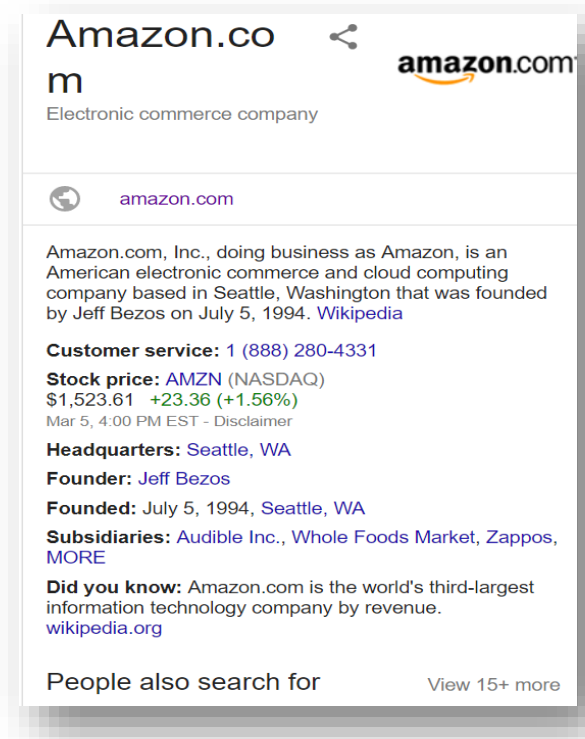 Amazon.co
m
amazon.com
Electronic commerce company
amazon.com
Amazon.com, Inc., doing business as Amazon, is an
American electronic commerce and cloud computing
company based in Seattle, Washington that was founded
by Jeff Bezos on July 5, 1994. Wikipedia
Customer service: 1 (888) 280-4331
Stock price: AMZN (NASDAQ)
$1,523.61 +23.36 (+1.56%)
Mar 5, 4:00 PM EST - Disclaimer
Headquarters: Seattle, WA
Founder: Jeff Bezos
Founded: July 5, 1994, Seattle, WA
Subsidiaries: Audible Inc., Whole Foods Market, Zappos,
MORE
Did you know: Amazon.com is the world's third-largest
information technology company by revenue.
wikipedia.org
People also search for
View 15+ more